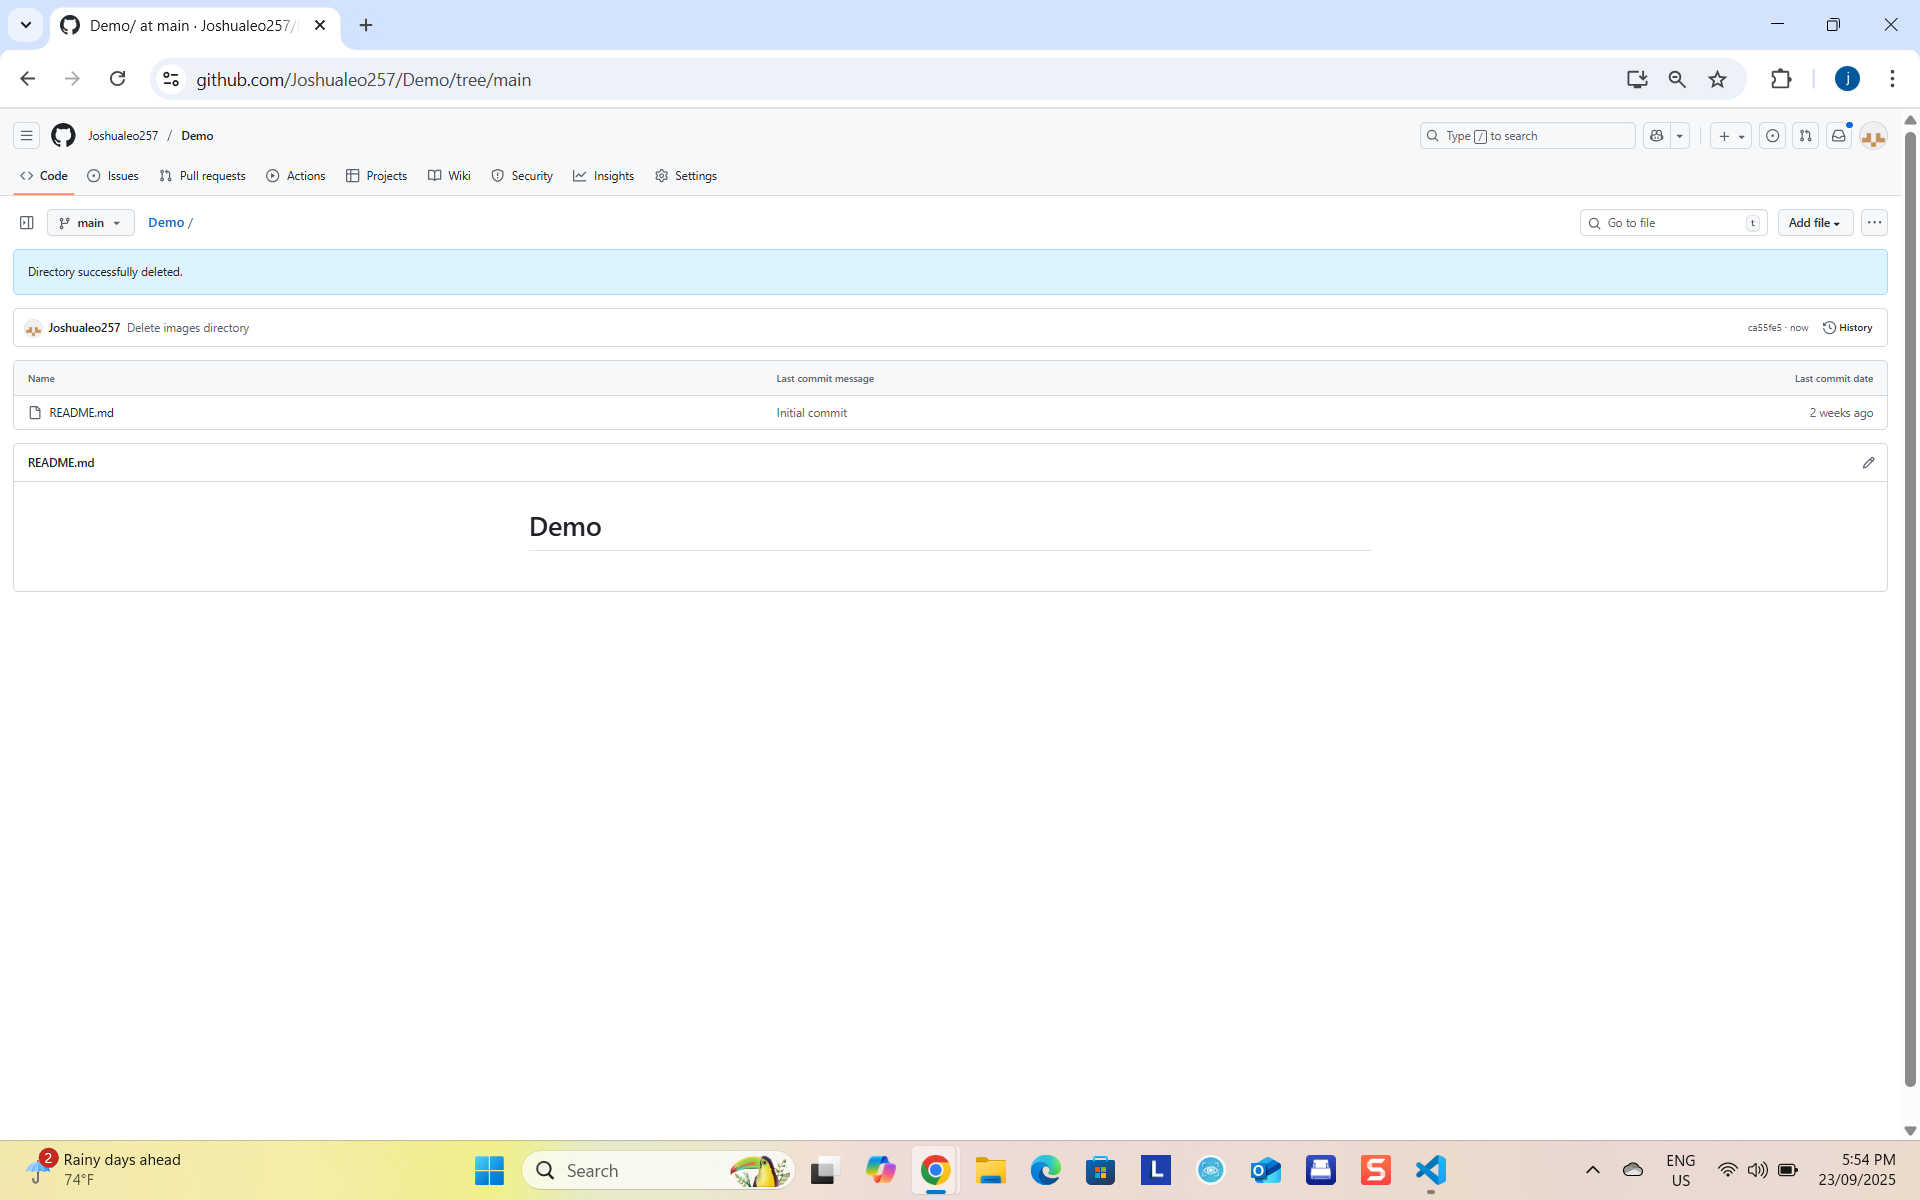 Demo/ at main · Joshualeo257/
github.com/Joshualeo257/Demo/tree/main
j
Joshualeo257 / Demo
Type / to search
Code Issues Pull requests Actions Projects Wiki Security Insights Settings
main Demo / Go to file t Add file
Directory successfully deleted.
Joshualeo257 Delete images directory ca55fe5 · now History
Name Last commit message Last commit date
README.md Initial commit 2 weeks ago
README.md
Demo
2 Rainy days ahead
74°F
Search
L
O
S
ENG
US
5:54 PM
23/09/2025